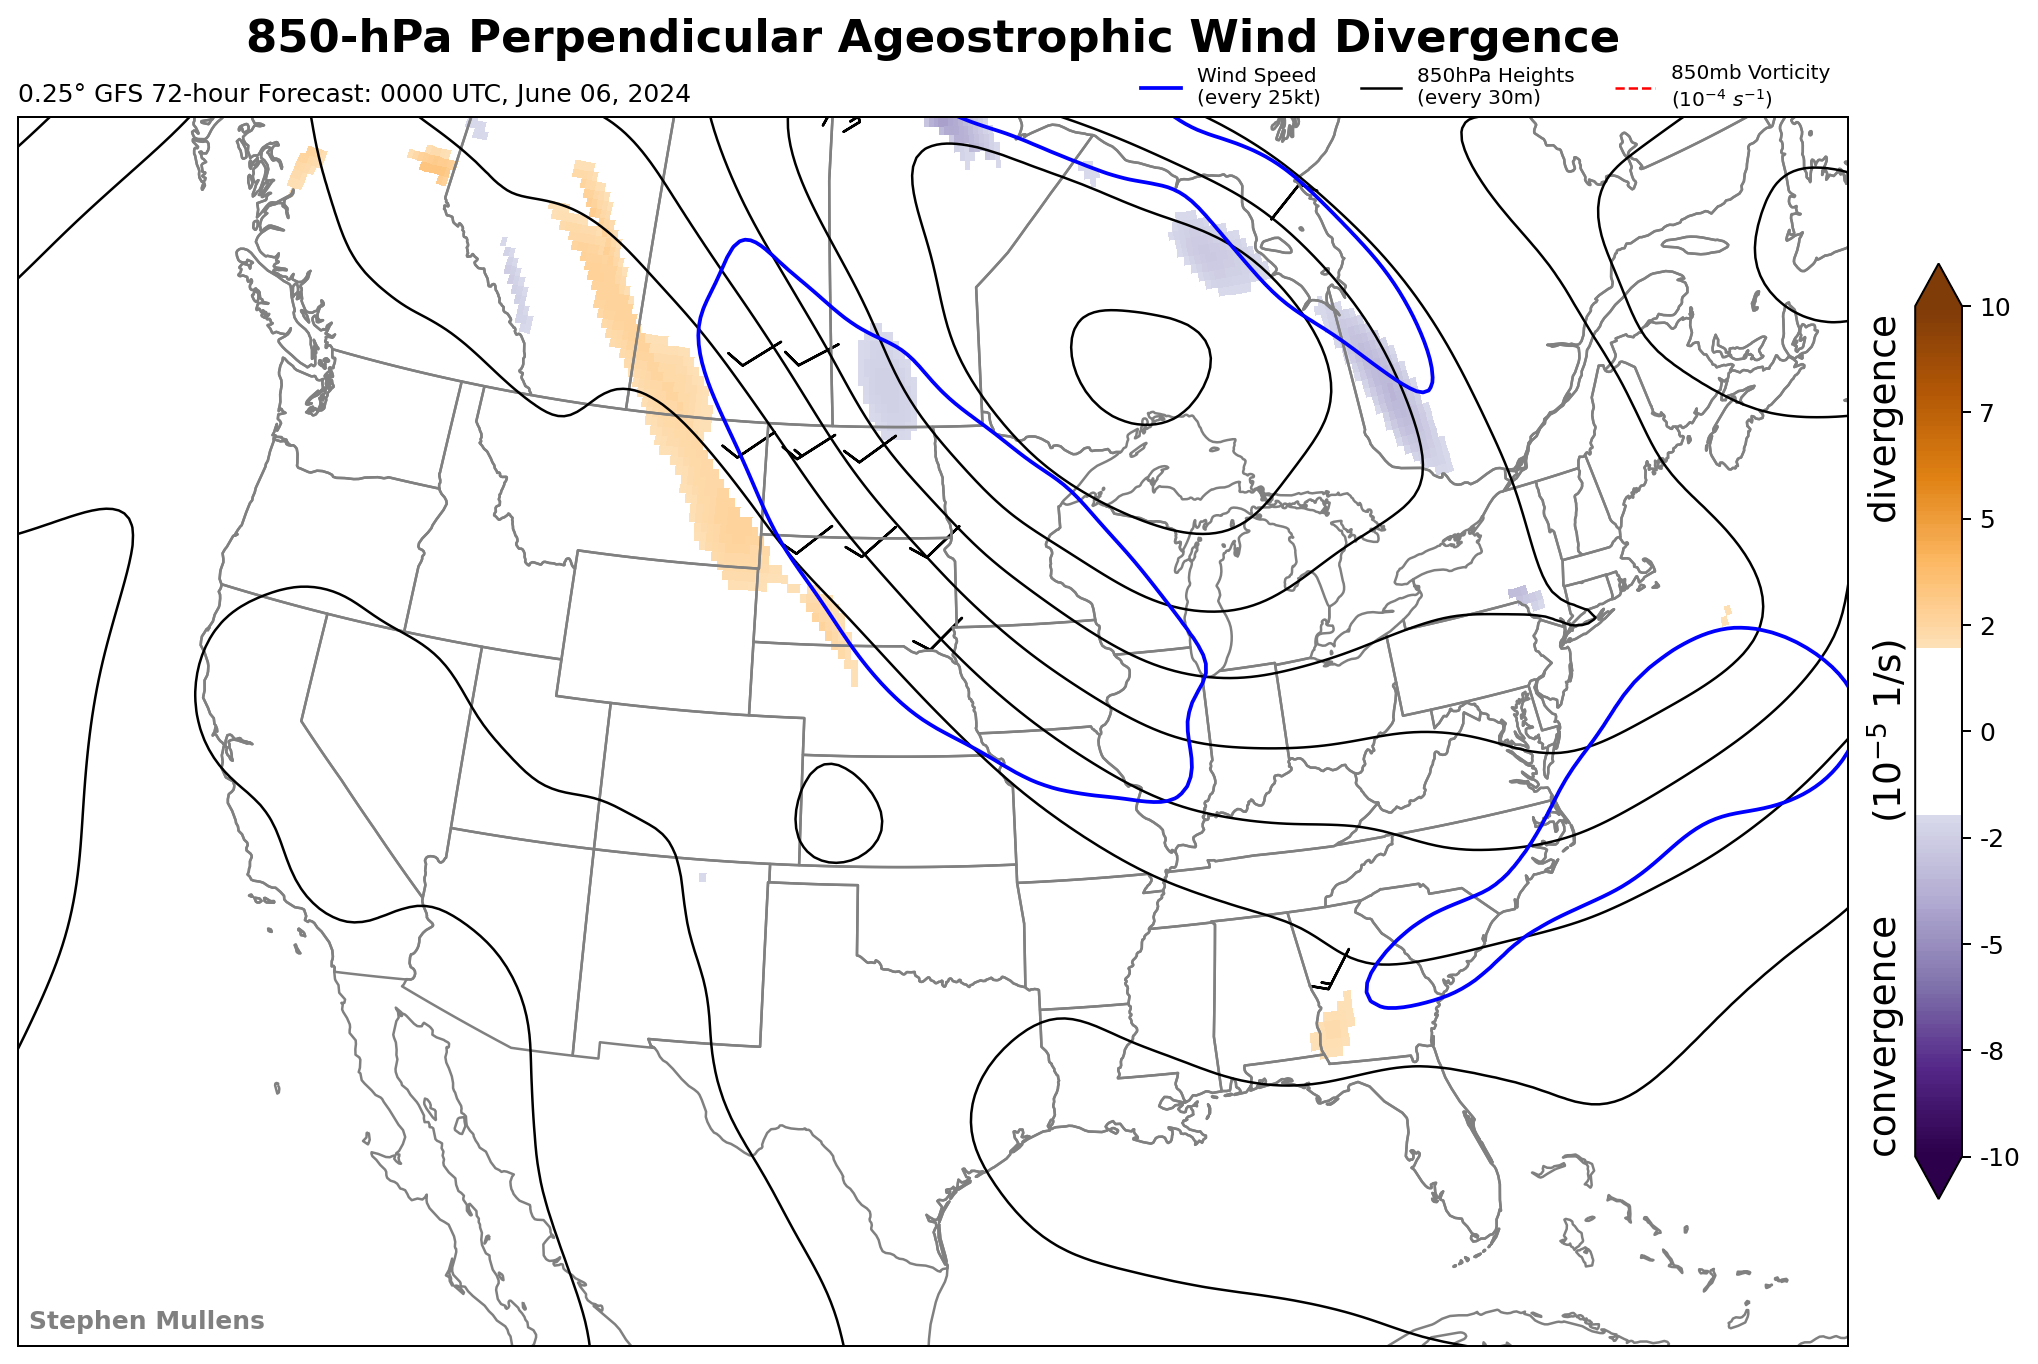 850-hPa Perpendicular Ageostrophic Wind Divergence
0.25° GFS 72-hour Forecast: 0000 UTC, June 06, 2024
Wind Speed
(every 25kt)
850hPa Heights
(every 30m)
850mb Vorticity
(10⁻⁴ s⁻¹)
convergence (10⁻⁵ 1/s) divergence
10
7
5
2
0
-2
-5
-8
-10
Stephen Mullens